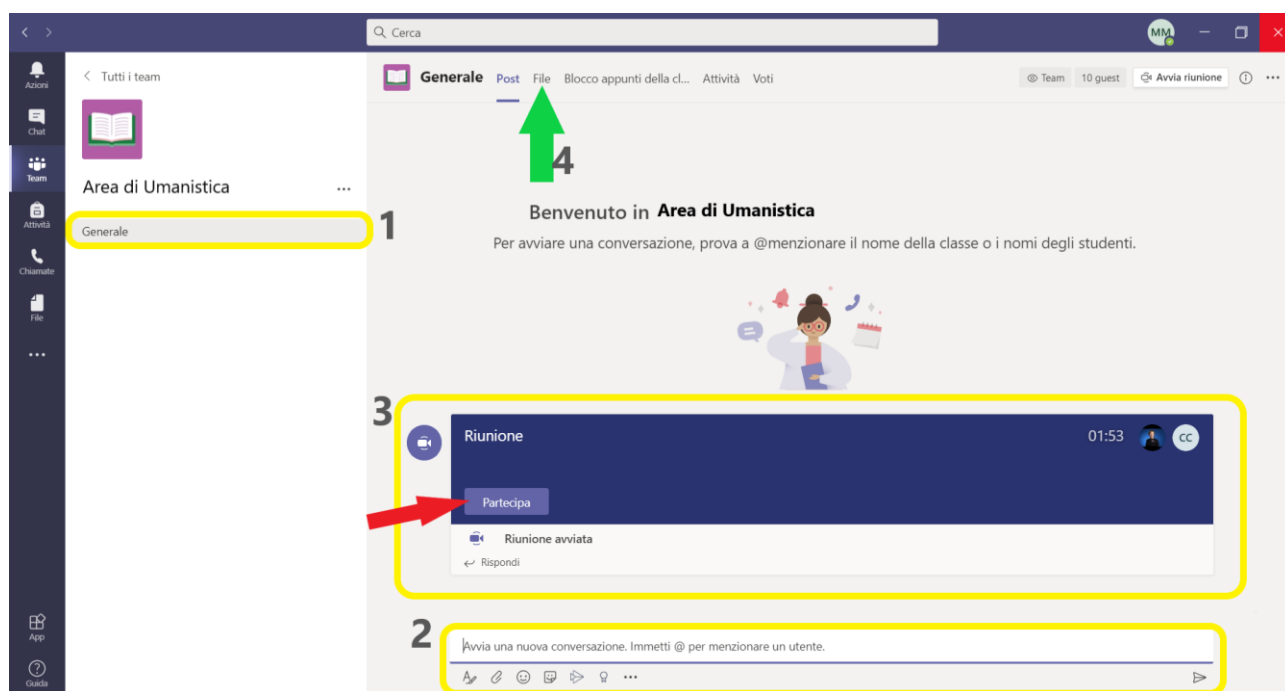 Cerca
MM
Azioni
Chat
Team
Attività
Chiamate
File
App
Guida
Tutti i team
Area di Umanistica
Generale
1
Generale Post File Blocco appunti della cl... Attività Voti
Team 10 guest Avvia riunione
4
Benvenuto in Area di Umanistica
Per avviare una conversazione, prova a @menzionare il nome della classe o i nomi degli studenti.
3
Riunione 01:53 CC
Partecipa
Riunione avviata
Rispondi
2
Avvia una nuova conversazione. Immetti @ per menzionare un utente.